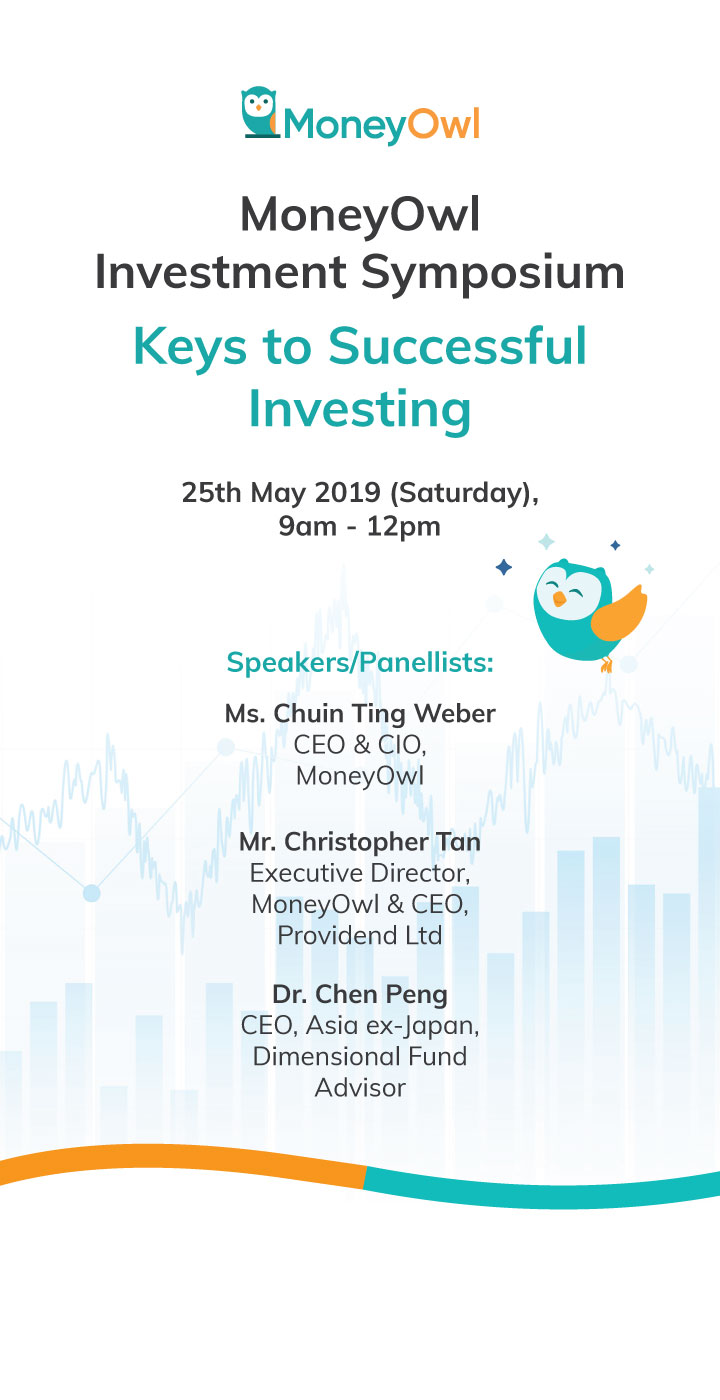 MoneyOwl
MoneyOwl
Investment Symposium
Keys to Successful
Investing
25th May 2019 (Saturday),
9am - 12pm
Speakers/Panellists:
Ms. Chuin Ting Weber
CEO & CIO,
MoneyOwl
Mr. Christopher Tan
Executive Director,
MoneyOwl & CEO,
Providend Ltd
Dr. Chen Peng
CEO, Asia ex-Japan,
Dimensional Fund
Advisor